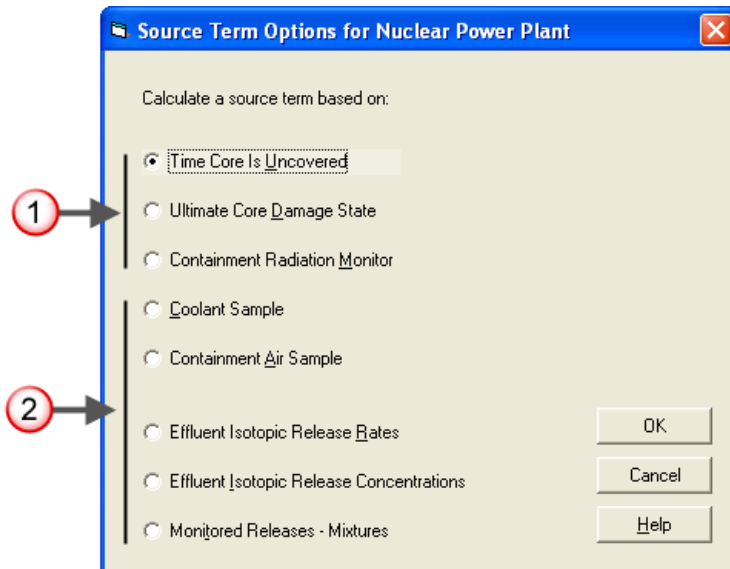 Source Term Options for Nuclear Power Plant
Calculate a source term based on:
Time Core Is Uncovered
1
Ultimate Core Damage State
Containment Radiation Monitor
Coolant Sample
Containment Air Sample
2
Effluent Isotopic Release Rates
OK
Effluent Isotopic Release Concentrations
Cancel
Monitored Releases - Mixtures
Help